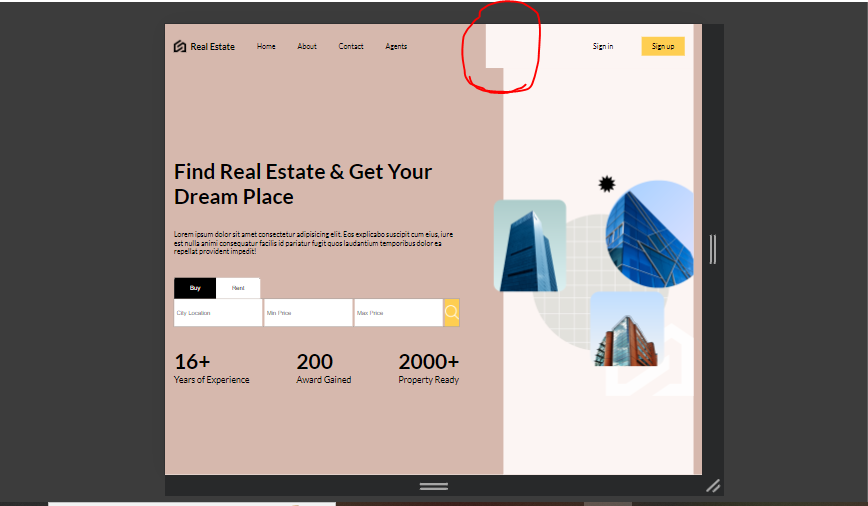 Real Estate
Home
About
Contact
Agents
Sign in
Sign up
Find Real Estate & Get Your
Dream Place
Lorem ipsum dolor sit amet consectetur adipisicing elit. Eos explicabo suscipit cum eius, iure
est nulla animi consequatur facilis id pariatur fugit quos laudantium temporibus dolor ea
repellat provident impedit!
Buy
Rent
City Location
Min Price
Max Price
16+
200
2000+
Years of Experience
Award Gained
Property Ready